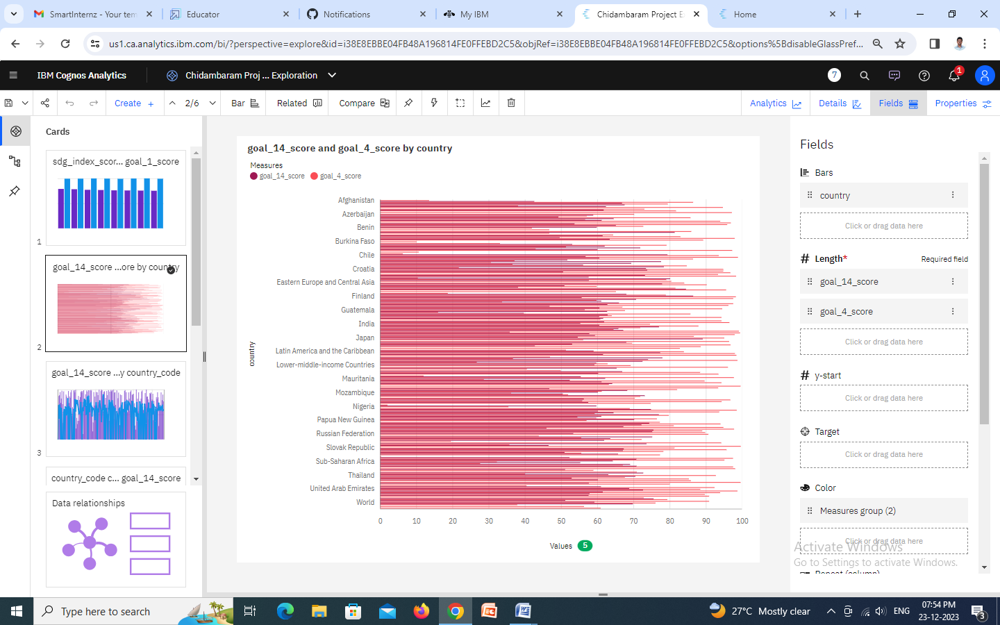 SmartInternz - Your tem
Educator
Notifications
My IBM
Chidambaram Project E
Home
us1.ca.analytics.ibm.com/bi/?perspective=explore&id=i38E8EBBE04FB48A196814FE0FFEBD2C5&objRef=i38E8EBBE04FB48A196814FE0FFEBD2C5&options%5BdisableGlassPref...
IBM Cognos Analytics
Chidambaram Proj ... Exploration
7
1
Create +
2/6
Bar
Related
Compare
Analytics
Details
Fields
Properties
Cards
sdg_index_scor... goal_1_score
1
goal_14_score ...ore by country
2
goal_14_score ...y country_code
3
country_code c... goal_14_score
Data relationships
goal_14_score and goal_4_score by country
Measures
goal_14_score
goal_4_score
country
Afghanistan
Azerbaijan
Benin
Burkina Faso
Chile
Croatia
Eastern Europe and Central Asia
Finland
Guatemala
India
Japan
Latin America and the Caribbean
Lower-middle-income Countries
Mauritania
Mozambique
Nigeria
Papua New Guinea
Russian Federation
Slovak Republic
Sub-Saharan Africa
Thailand
United Arab Emirates
World
0 10 20 30 40 50 60 70 80 90 100
Values 5
Fields
Bars
country
Click or drag data here
Length*
Required field
goal_14_score
goal_4_score
Click or drag data here
y-start
Click or drag data here
Target
Click or drag data here
Color
Measures group (2)
Click or drag data here
Activate Windows
Go to Settings to activate Windows.
Repeat (column)
Type here to search
27°C Mostly clear
ENG
07:54 PM
23-12-2023
3